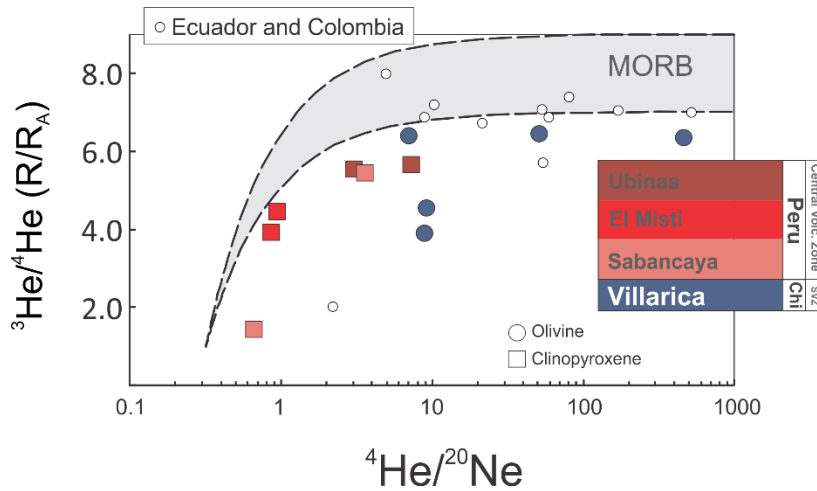 Ecuador and Colombia
8.0
6.0
4.0
2.0
³He/⁴He (R/R_A)
MORB
Ubinas
El Misti
Sabancaya
Villarica
Peru
Chi
Central Volc. Zone
SVZ
Olivine
Clinopyroxene
0.1 1 10 100 1000
⁴He/²⁰Ne